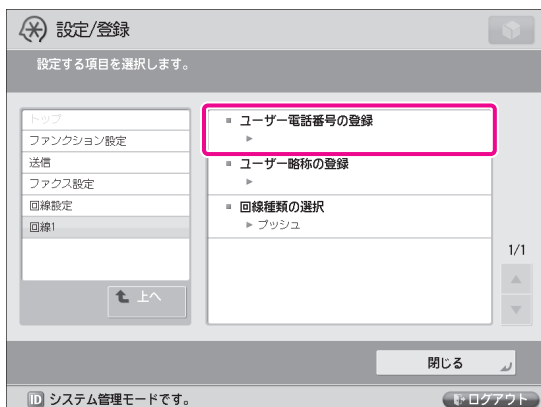 設定/登録
設定する項目を選択します。
トップ
ファンクション設定
送信
ファクス設定
回線設定
回線1
上へ
ユーザー電話番号の登録
ユーザー略称の登録
回線種類の選択
プッシュ
1/1
閉じる
ID システム管理モードです。
ログアウト